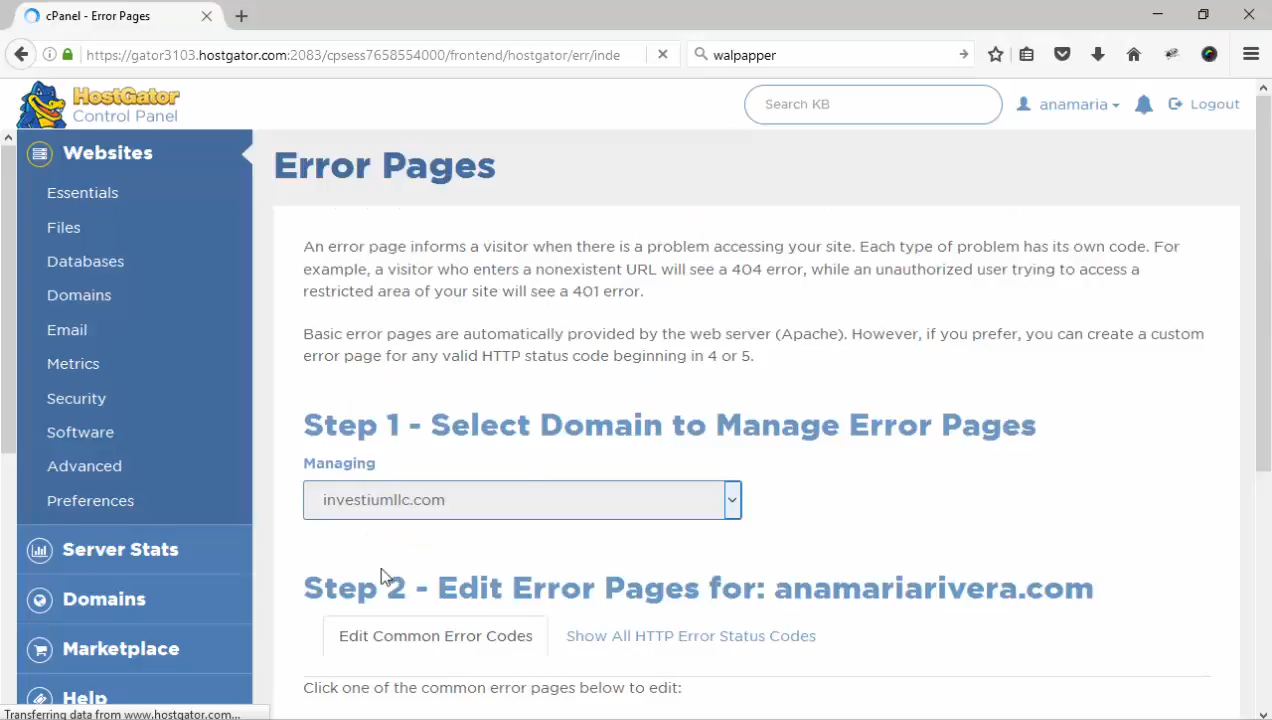 cPanel - Error Pages
https://gator3103.hostgator.com:2083/cpsess7658554000/frontend/hostgator/err/inde
walpapper
HostGator
Control Panel
Search KB
anamaria
Logout
Websites
Essentials
Files
Databases
Domains
Email
Metrics
Security
Software
Advanced
Preferences
Server Stats
Domains
Marketplace
Help
Error Pages
An error page informs a visitor when there is a problem accessing your site. Each type of problem has its own code. For
example, a visitor who enters a nonexistent URL will see a 404 error, while an unauthorized user trying to access a
restricted area of your site will see a 401 error.
Basic error pages are automatically provided by the web server (Apache). However, if you prefer, you can create a custom
error page for any valid HTTP status code beginning in 4 or 5.
Step 1 - Select Domain to Manage Error Pages
Managing
investiumllc.com
Step 2 - Edit Error Pages for: anamariarivera.com
Edit Common Error Codes
Show All HTTP Error Status Codes
Click one of the common error pages below to edit:
Transferring data from www.hostgator.com...